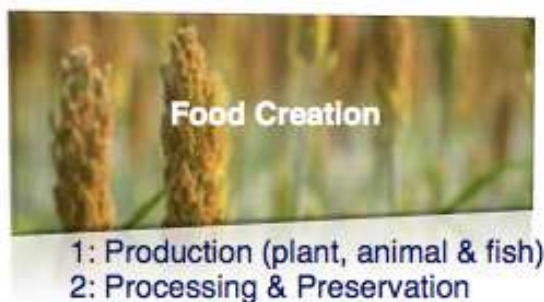 Food Creation
1: Production (plant, animal & fish)
2: Processing & Preservation